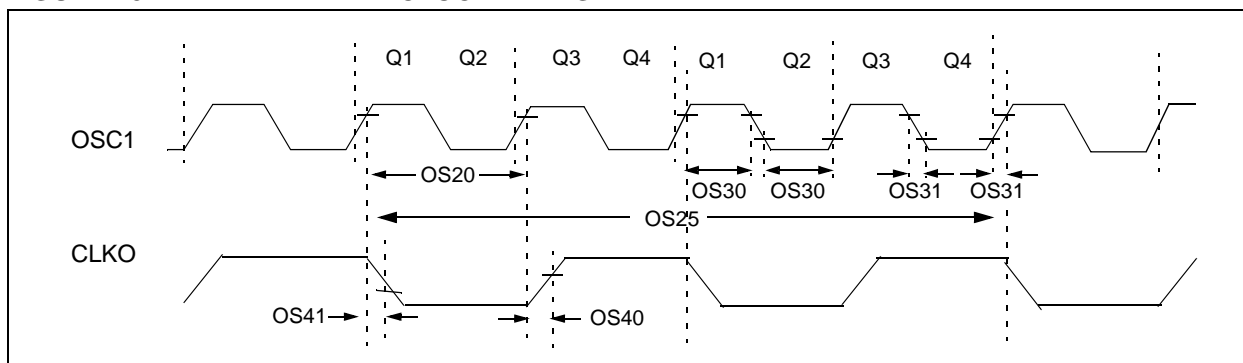 Q1 Q2 Q3 Q4 Q1 Q2 Q3 Q4
OSC1
OS20 OS30 OS30 OS31 OS31
OS25
CLKO
OS41 OS40